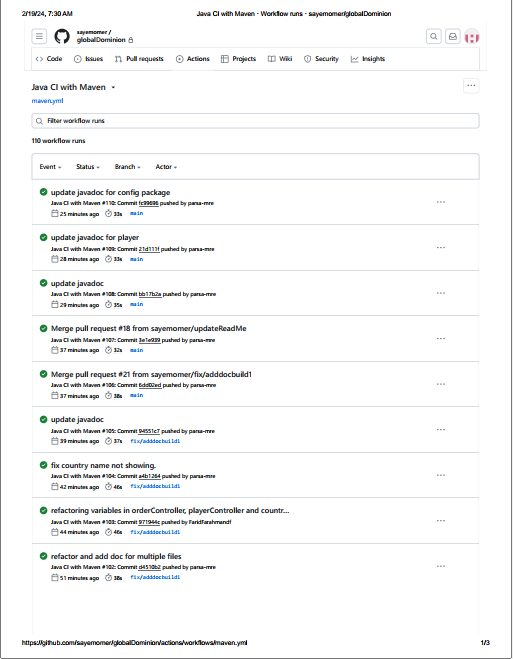 2/19/24, 7:30 AM Java CI with Maven · Workflow runs · sayemomer/globalDominion
sayemomer /
globalDominion
Code Issues Pull requests Actions Projects Wiki Security Insights
Java CI with Maven
maven.yml
Filter workflow runs
110 workflow runs
Event Status Branch Actor
update javadoc for config package
Java CI with Maven #110: Commit fc99696 pushed by parsa-mre
25 minutes ago 33s main
update javadoc for player
Java CI with Maven #109: Commit 21d111f pushed by parsa-mre
28 minutes ago 33s main
update javadoc
Java CI with Maven #108: Commit bb17b2a pushed by parsa-mre
29 minutes ago 35s main
Merge pull request #18 from sayemomer/updateReadMe
Java CI with Maven #107: Commit 3e1e939 pushed by parsa-mre
37 minutes ago 32s main
Merge pull request #21 from sayemomer/fix/adddocbuild1
Java CI with Maven #106: Commit 6dd02ed pushed by parsa-mre
37 minutes ago 38s main
update javadoc
Java CI with Maven #105: Commit 94551c7 pushed by parsa-mre
39 minutes ago 37s fix/adddocbuild1
fix country name not showing.
Java CI with Maven #104: Commit a4b1264 pushed by parsa-mre
42 minutes ago 46s fix/adddocbuild1
refactoring variables in orderController, playerController and countr...
Java CI with Maven #103: Commit 971944c pushed by FaridFarahmandf
44 minutes ago 46s fix/adddocbuild1
refactor and add doc for multiple files
Java CI with Maven #102: Commit d4510b2 pushed by parsa-mre
51 minutes ago 38s fix/adddocbuild1
https://github.com/sayemomer/globalDominion/actions/workflows/maven.yml 1/3